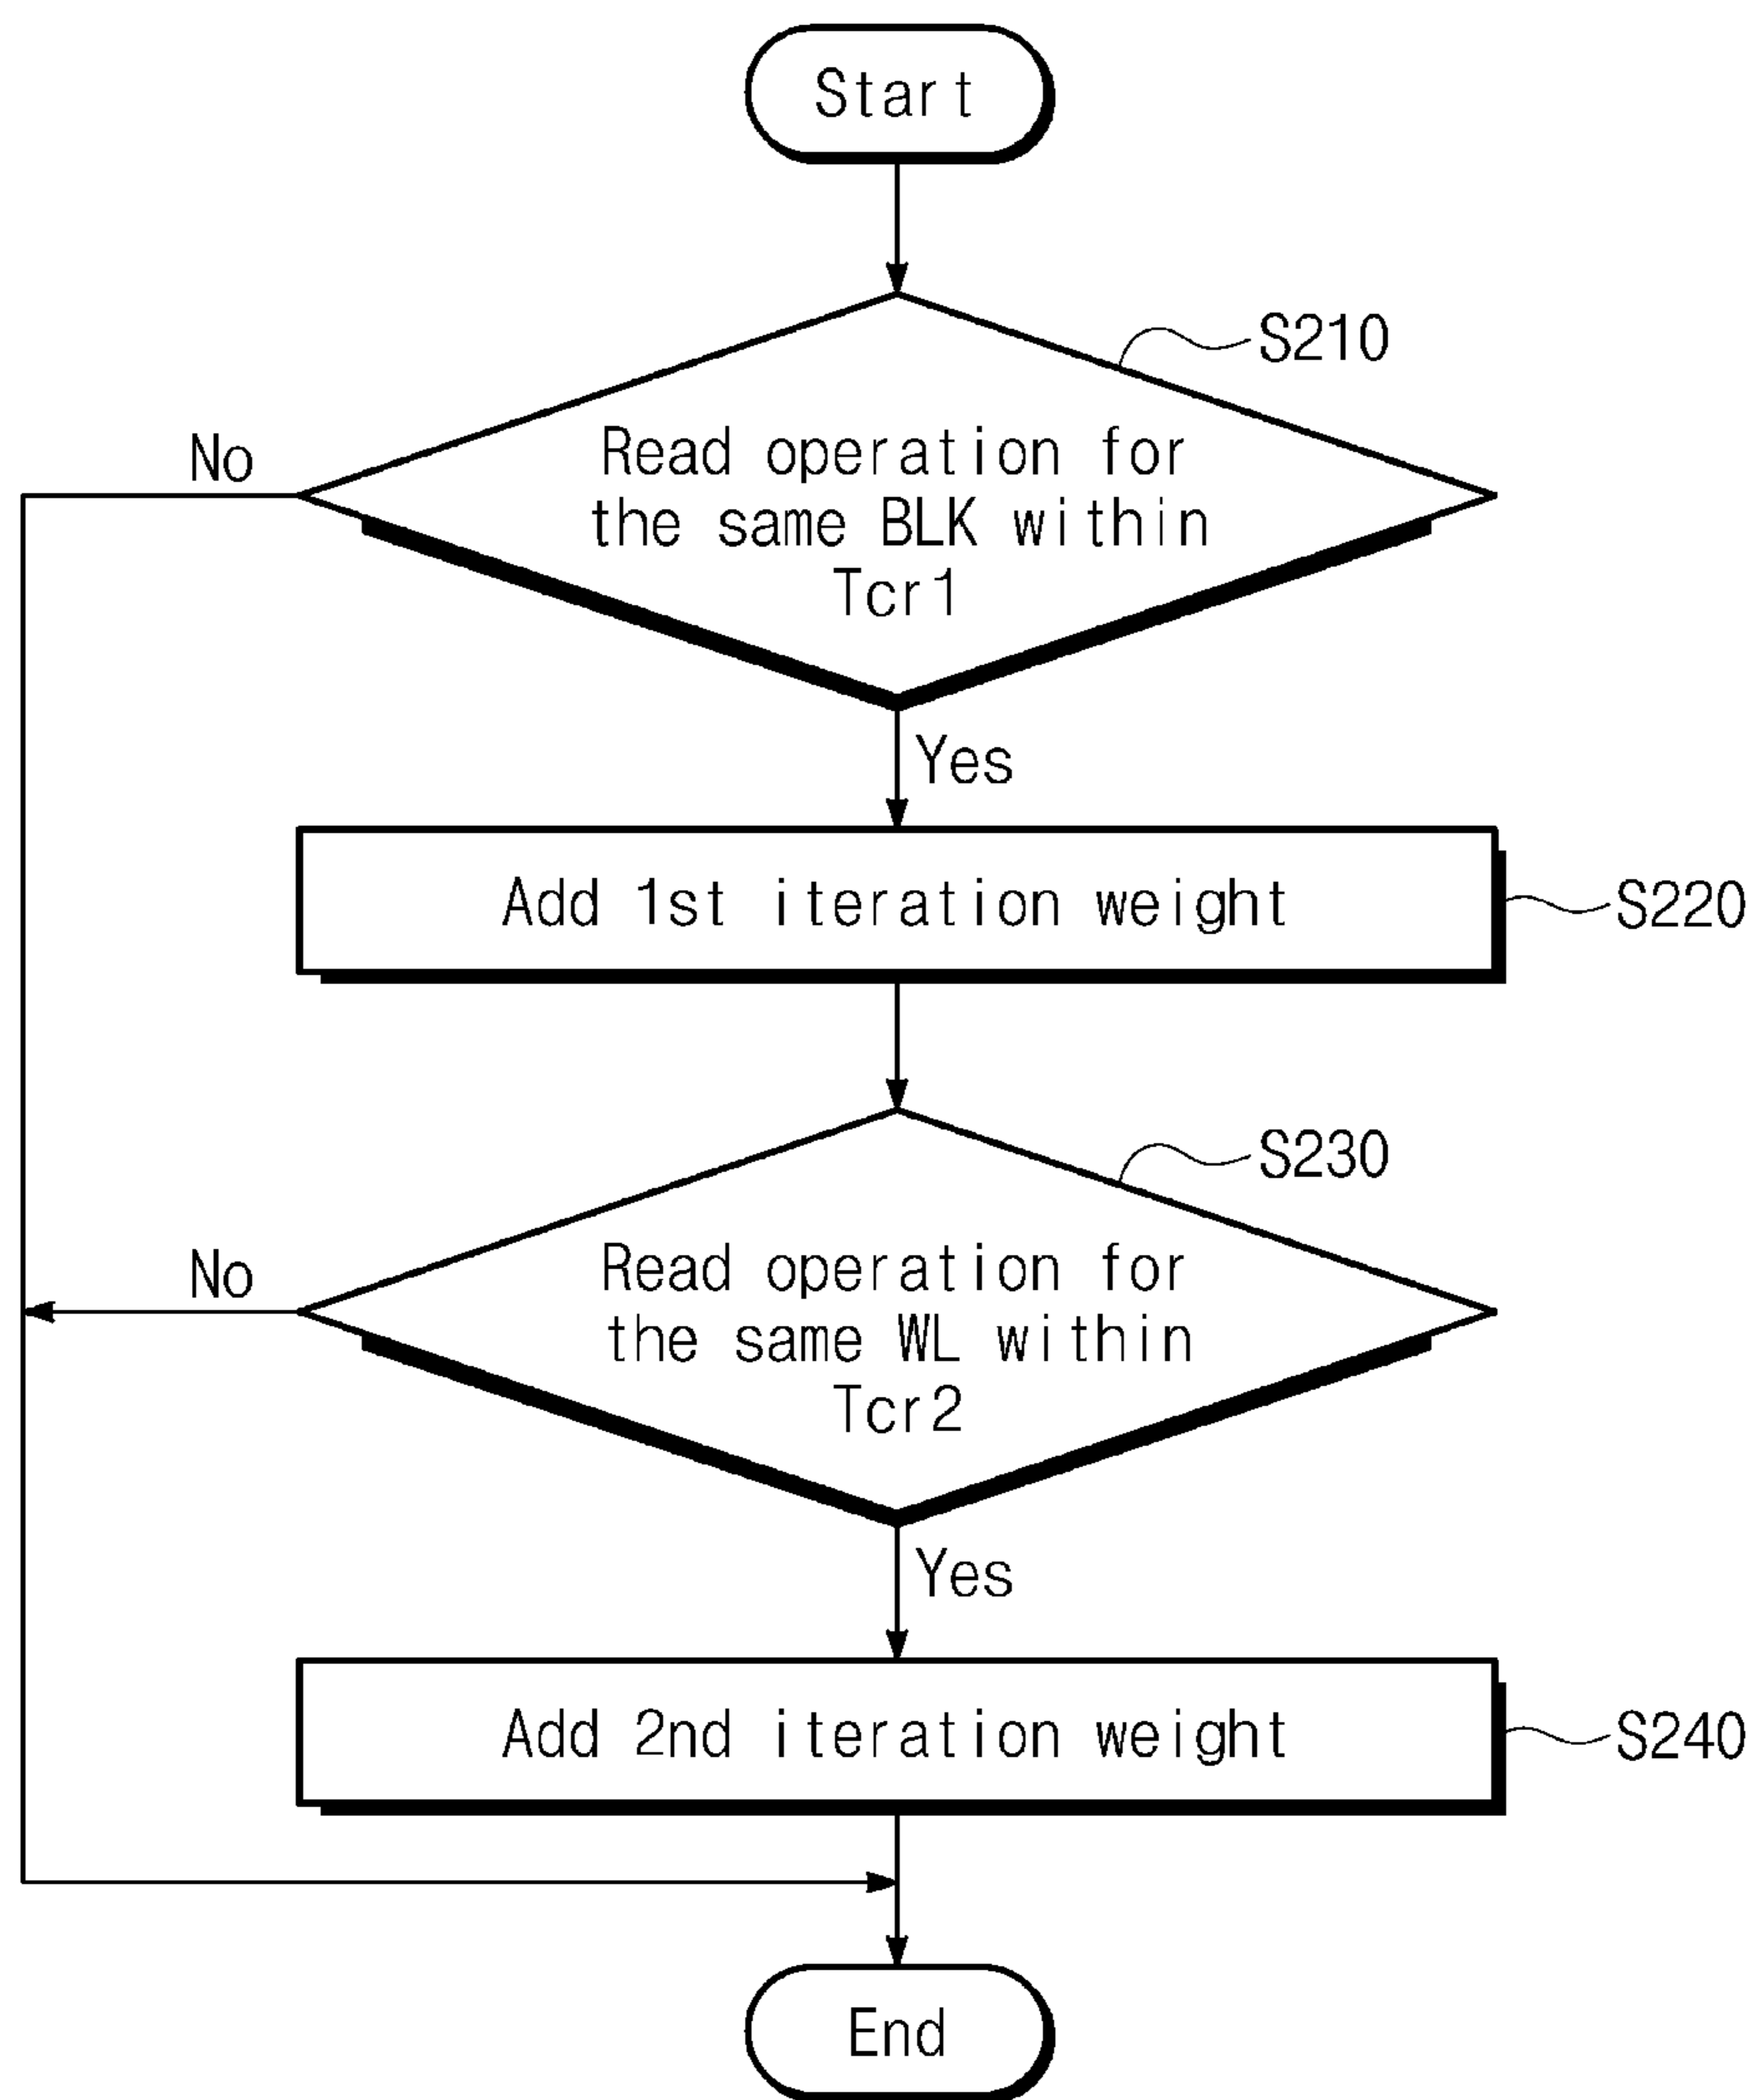 Start
S210
No
Read operation for
the same BLK within
Tcr1
Yes
Add 1st iteration weight
S220
S230
No
Read operation for
the same WL within
Tcr2
Yes
Add 2nd iteration weight
S240
End